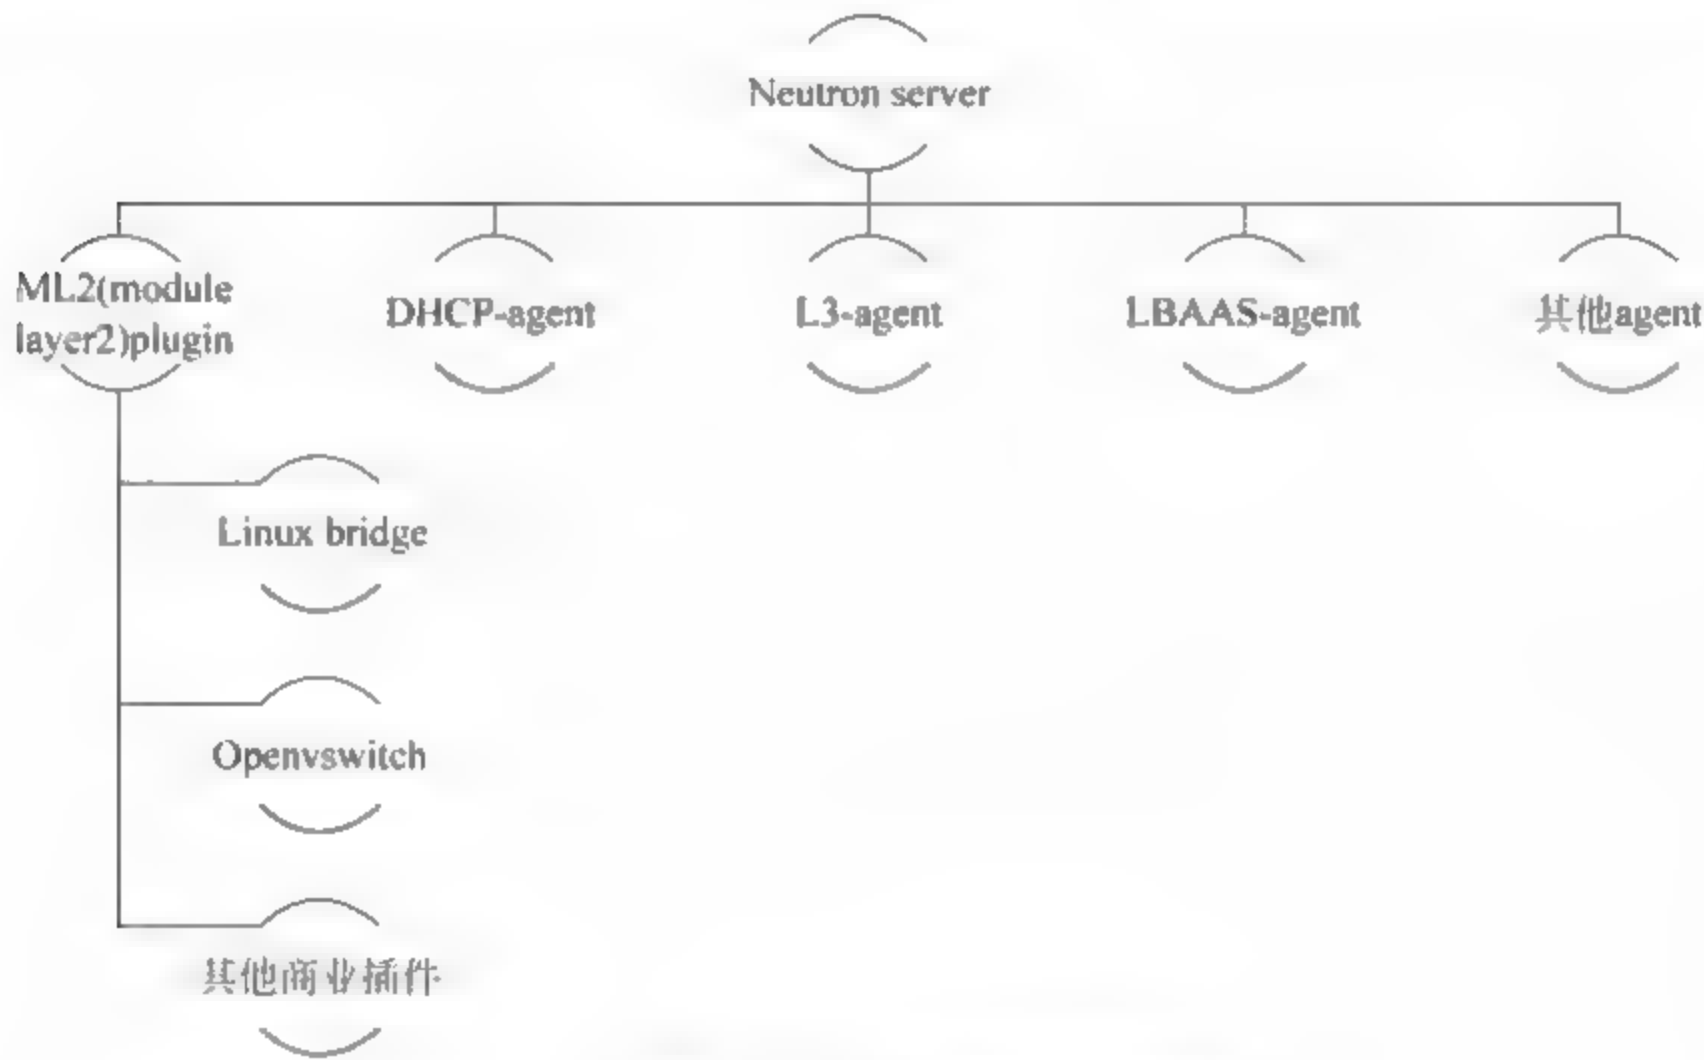 Neutron server
ML2(module
layer2)plugin
DHCP-agent
L3-agent
LBAAS-agent
其他agent
Linux bridge
Openvswitch
其他商业插件